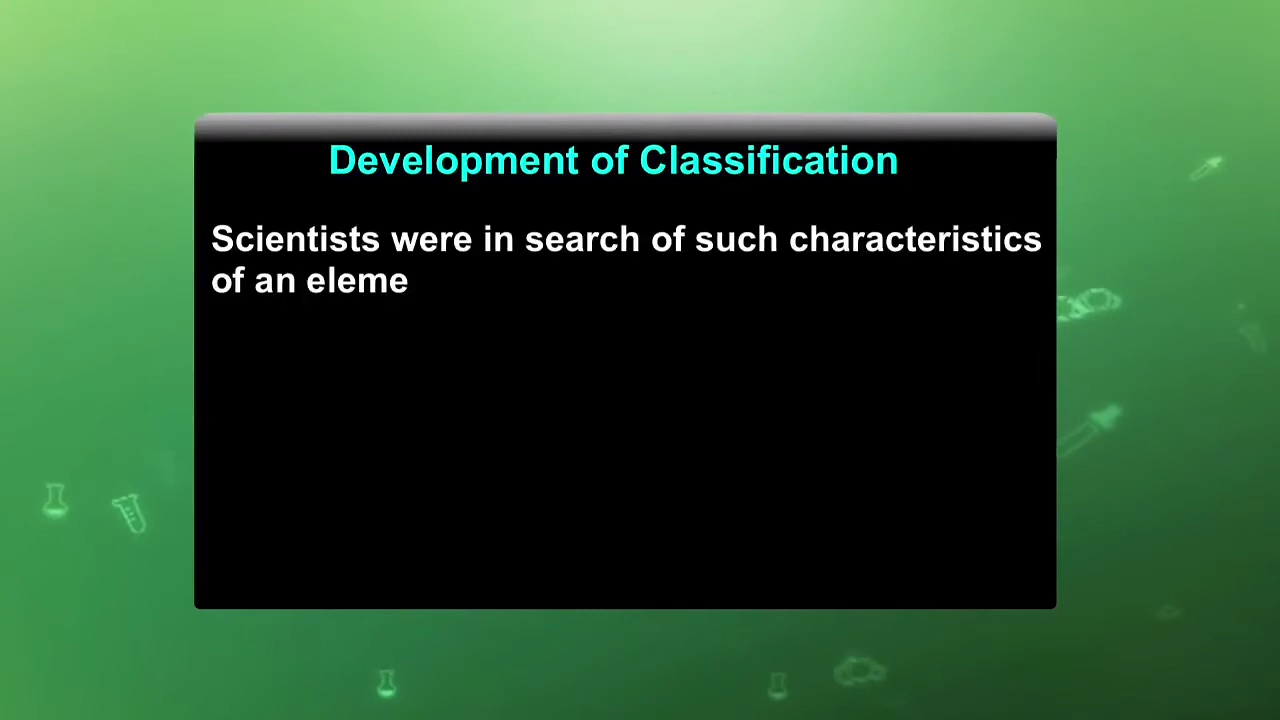 Development of Classification
Scientists were in search of such characteristics
of an eleme